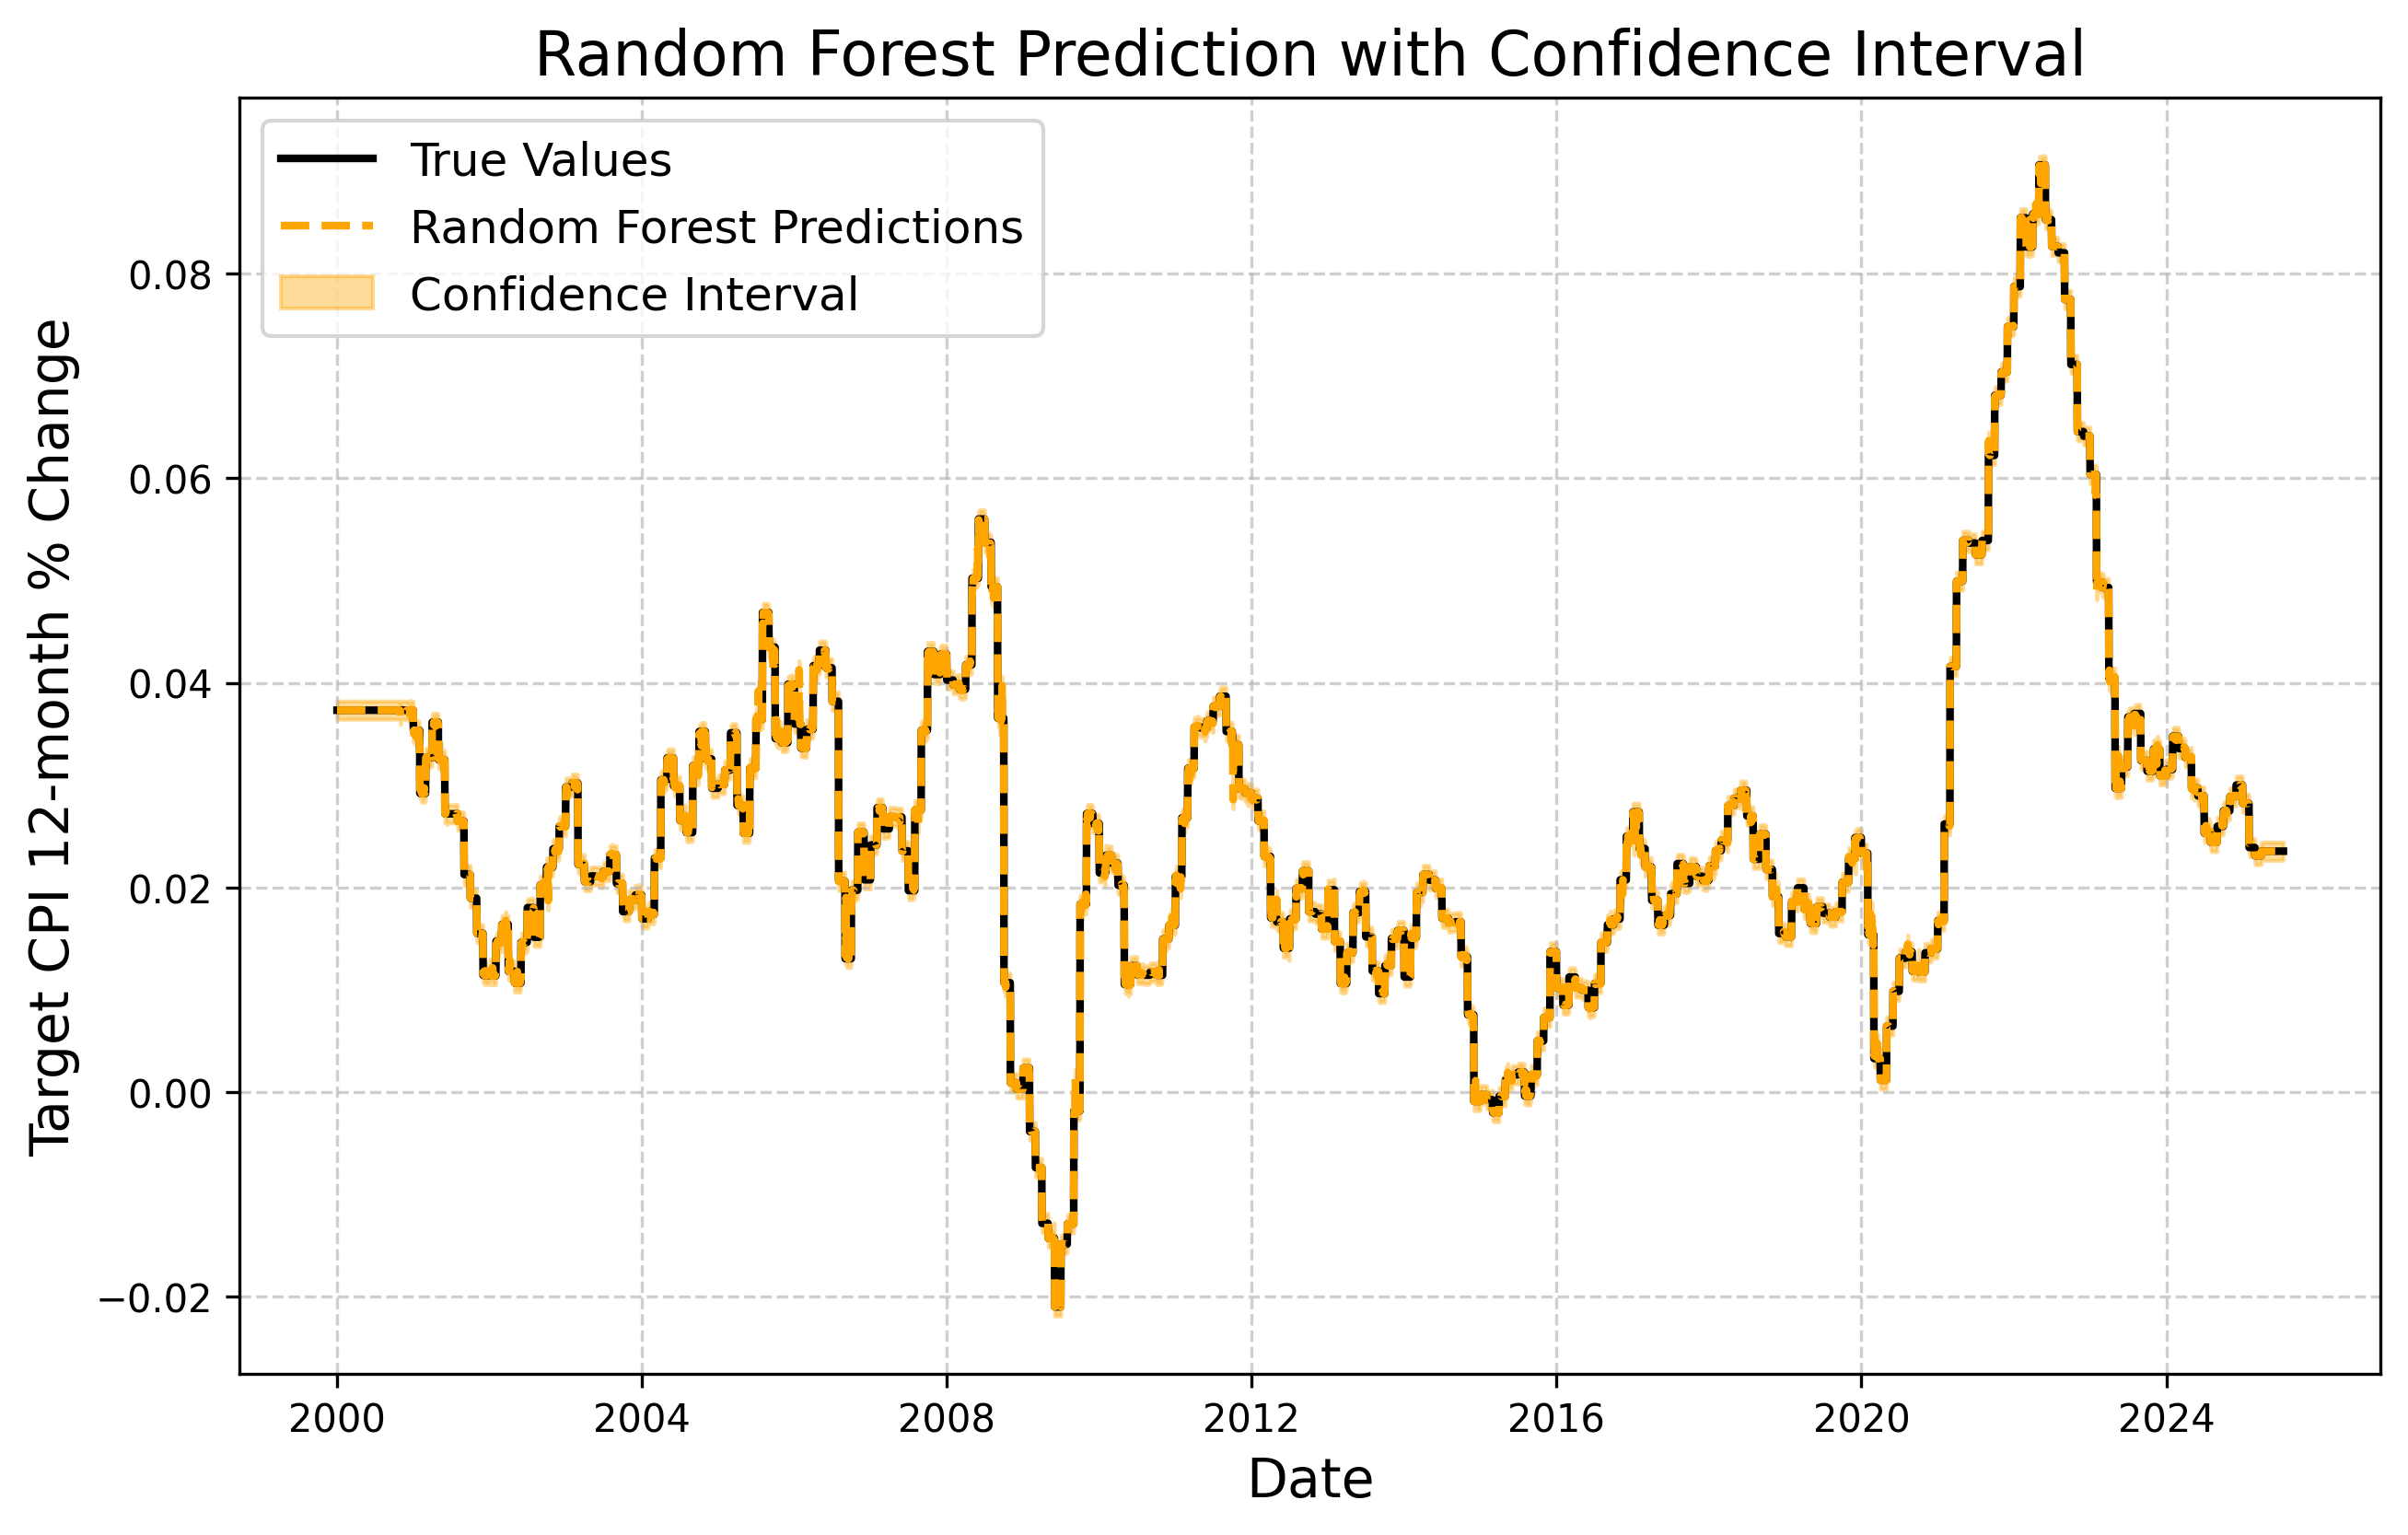 Random Forest Prediction with Confidence Interval
True Values
Random Forest Predictions
Confidence Interval
Target CPI 12-month % Change
0.08
0.06
0.04
0.02
0.00
−0.02
2000
2004
2008
2012
2016
2020
2024
Date